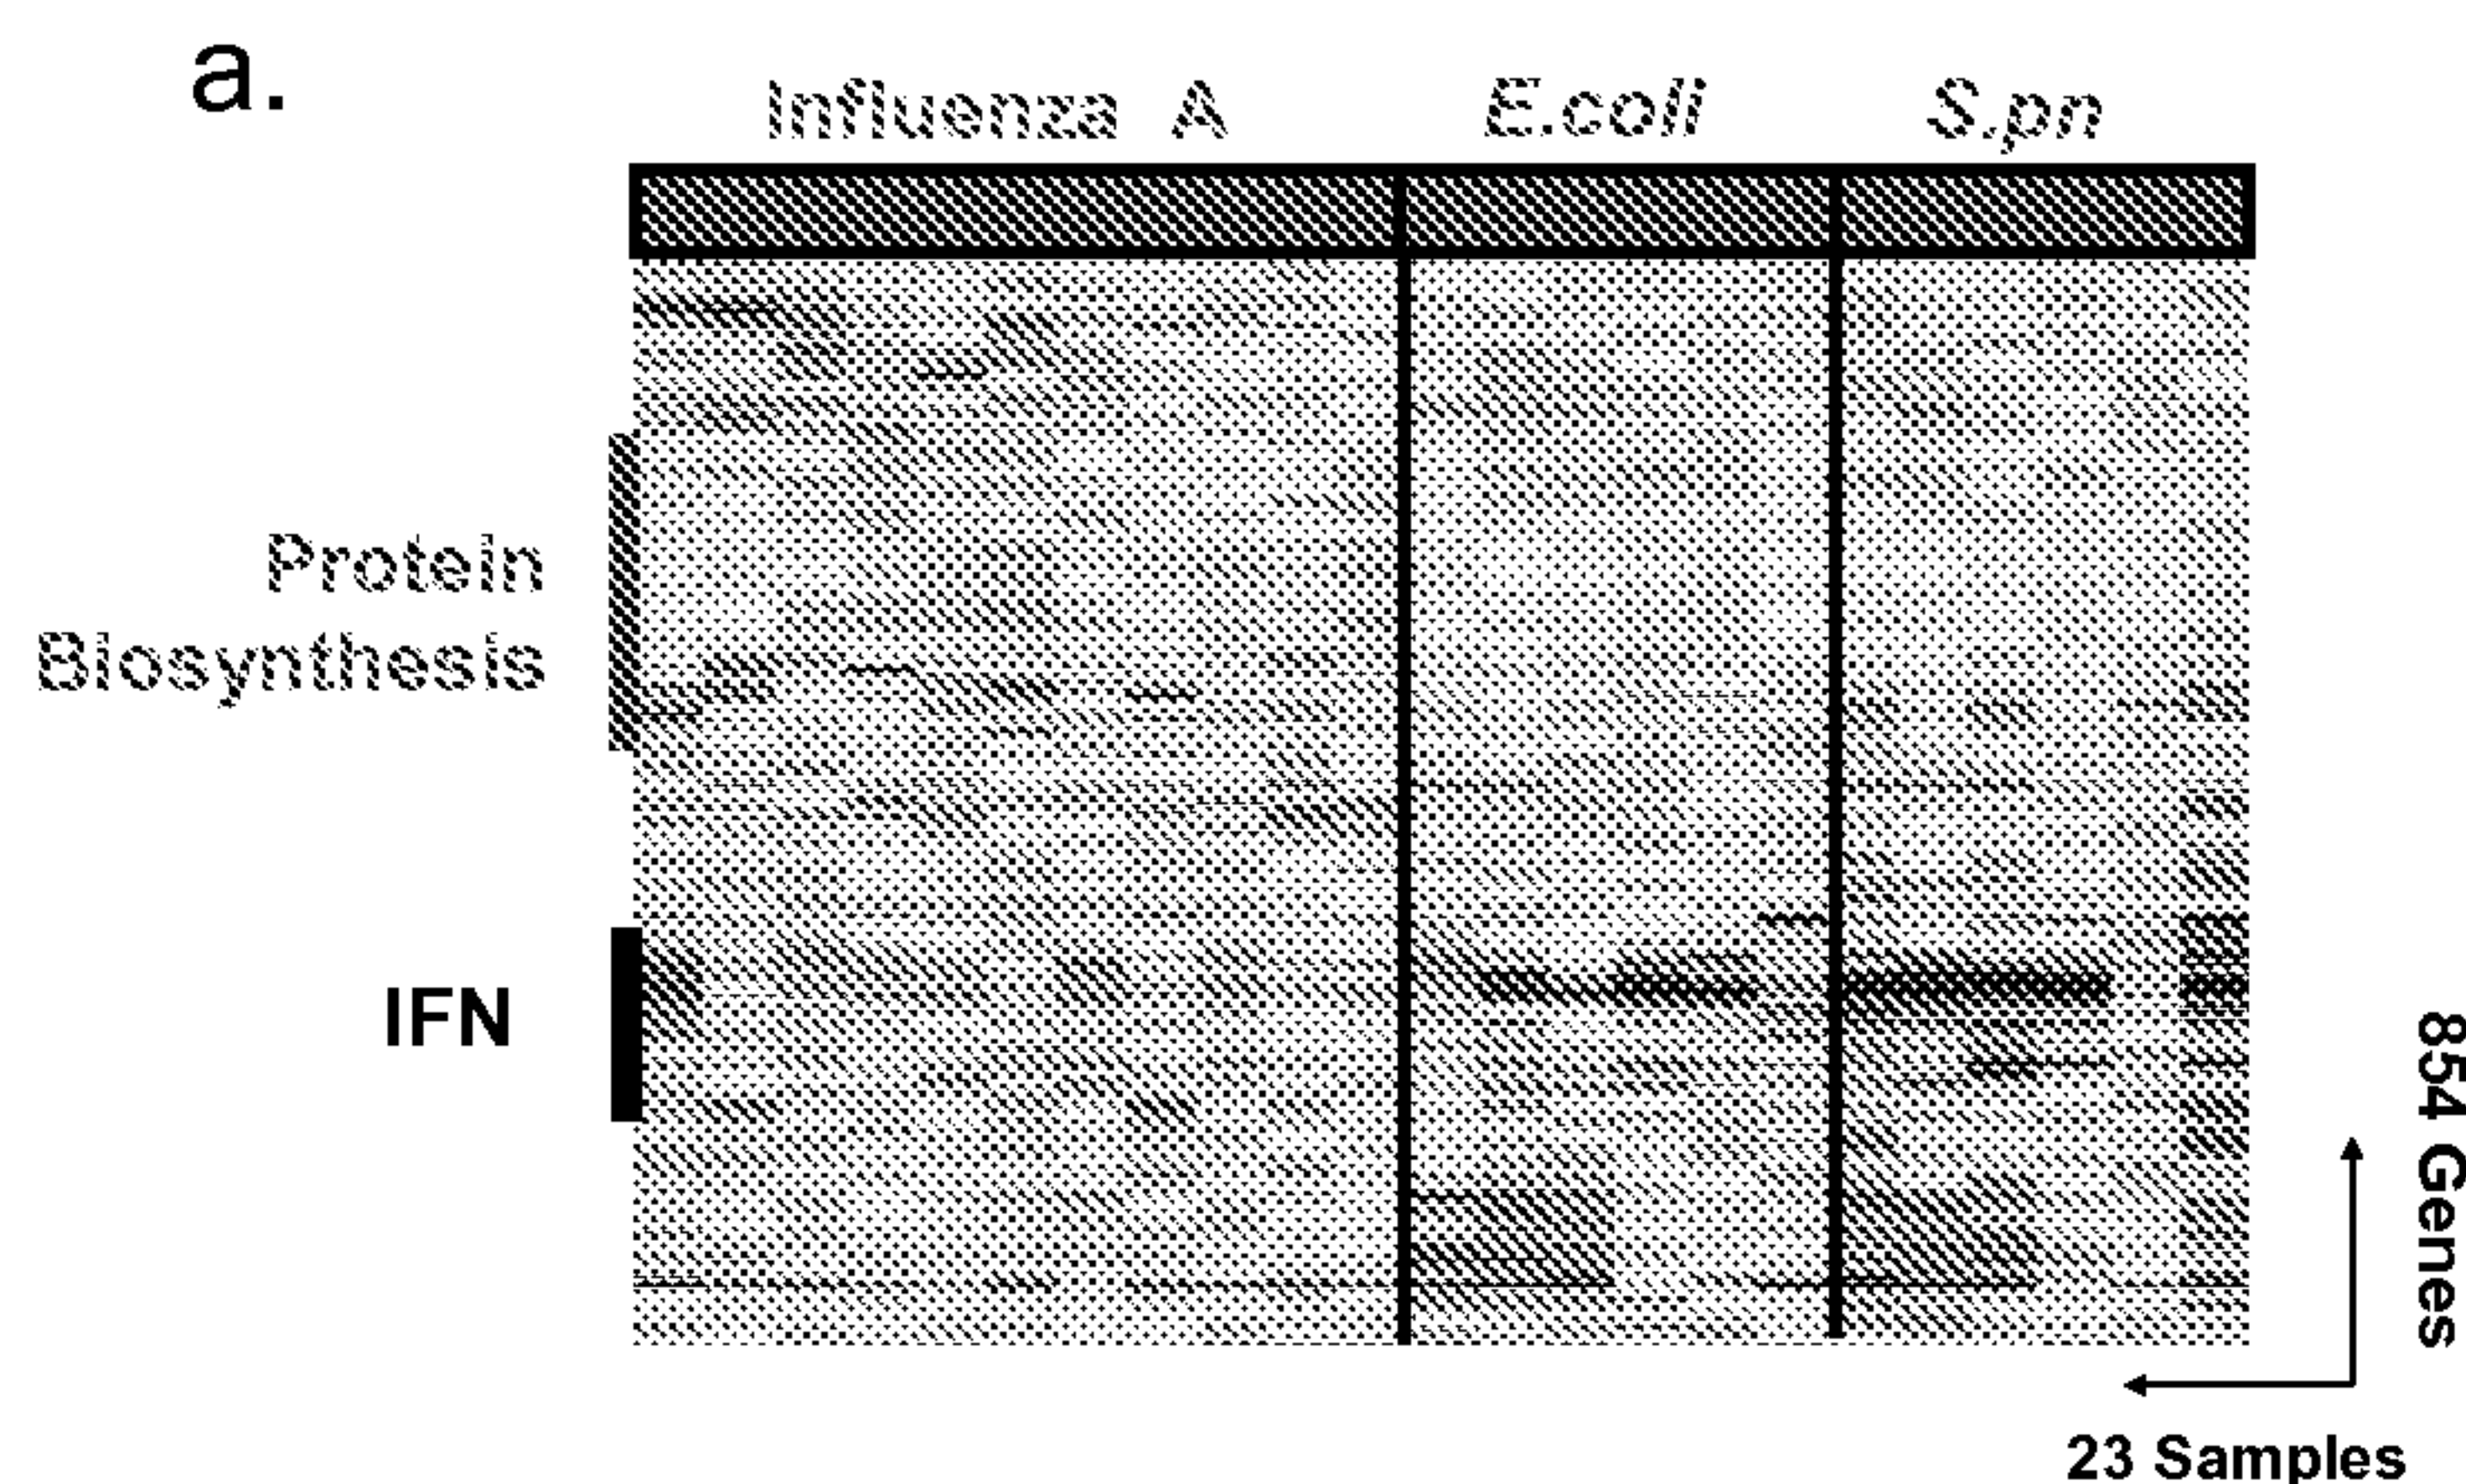 a.
Influenza A
E.coli
S.pn
Protein
Biosynthesis
IFN
854 Genes
23 Samples